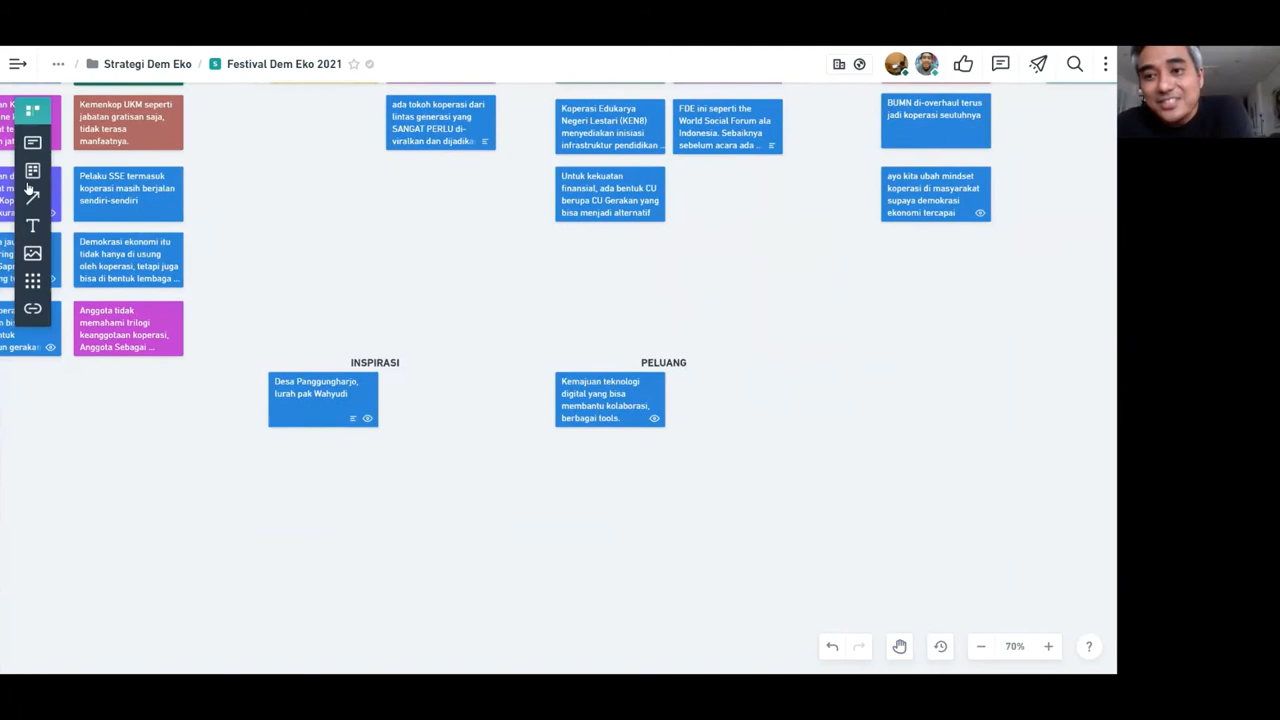 ... / Strategi Dem Eko / S Festival Dem Eko 2021
Kemenkop UKM seperti
jabatan gratisan saja,
tidak terasa
manfaatnya.
Pelaku SSE termasuk
koperasi masih berjalan
sendiri-sendiri
Demokrasi ekonomi itu
tidak hanya di usung
oleh koperasi, tetapi juga
bisa di bentuk lembaga ...
Anggota tidak
memahami trilogi
keanggotaan koperasi,
Anggota Sebagai ...
ada tokoh koperasi dari
lintas generasi yang
SANGAT PERLU di-
viralkan dan dijadika
Koperasi Edukarya
Negeri Lestari (KEN8)
menyediakan inisiasi
infrastruktur pendidikan ...
FDE ini seperti the
World Social Forum ala
Indonesia. Sebaiknya
sebelum acara ada ...
Untuk kekuatan
finansial, ada bentuk CU
berupa CU Gerakan yang
bisa menjadi alternatif
BUMN di-overhaul terus
jadi koperasi seutuhnya
ayo kita ubah mindset
koperasi di masyarakat
supaya demokrasi
ekonomi tercapai
INSPIRASI
Desa Panggungharjo,
lurah pak Wahyudi
PELUANG
Kemajuan teknologi
digital yang bisa
membantu kolaborasi,
berbagai tools.
T
70%
?